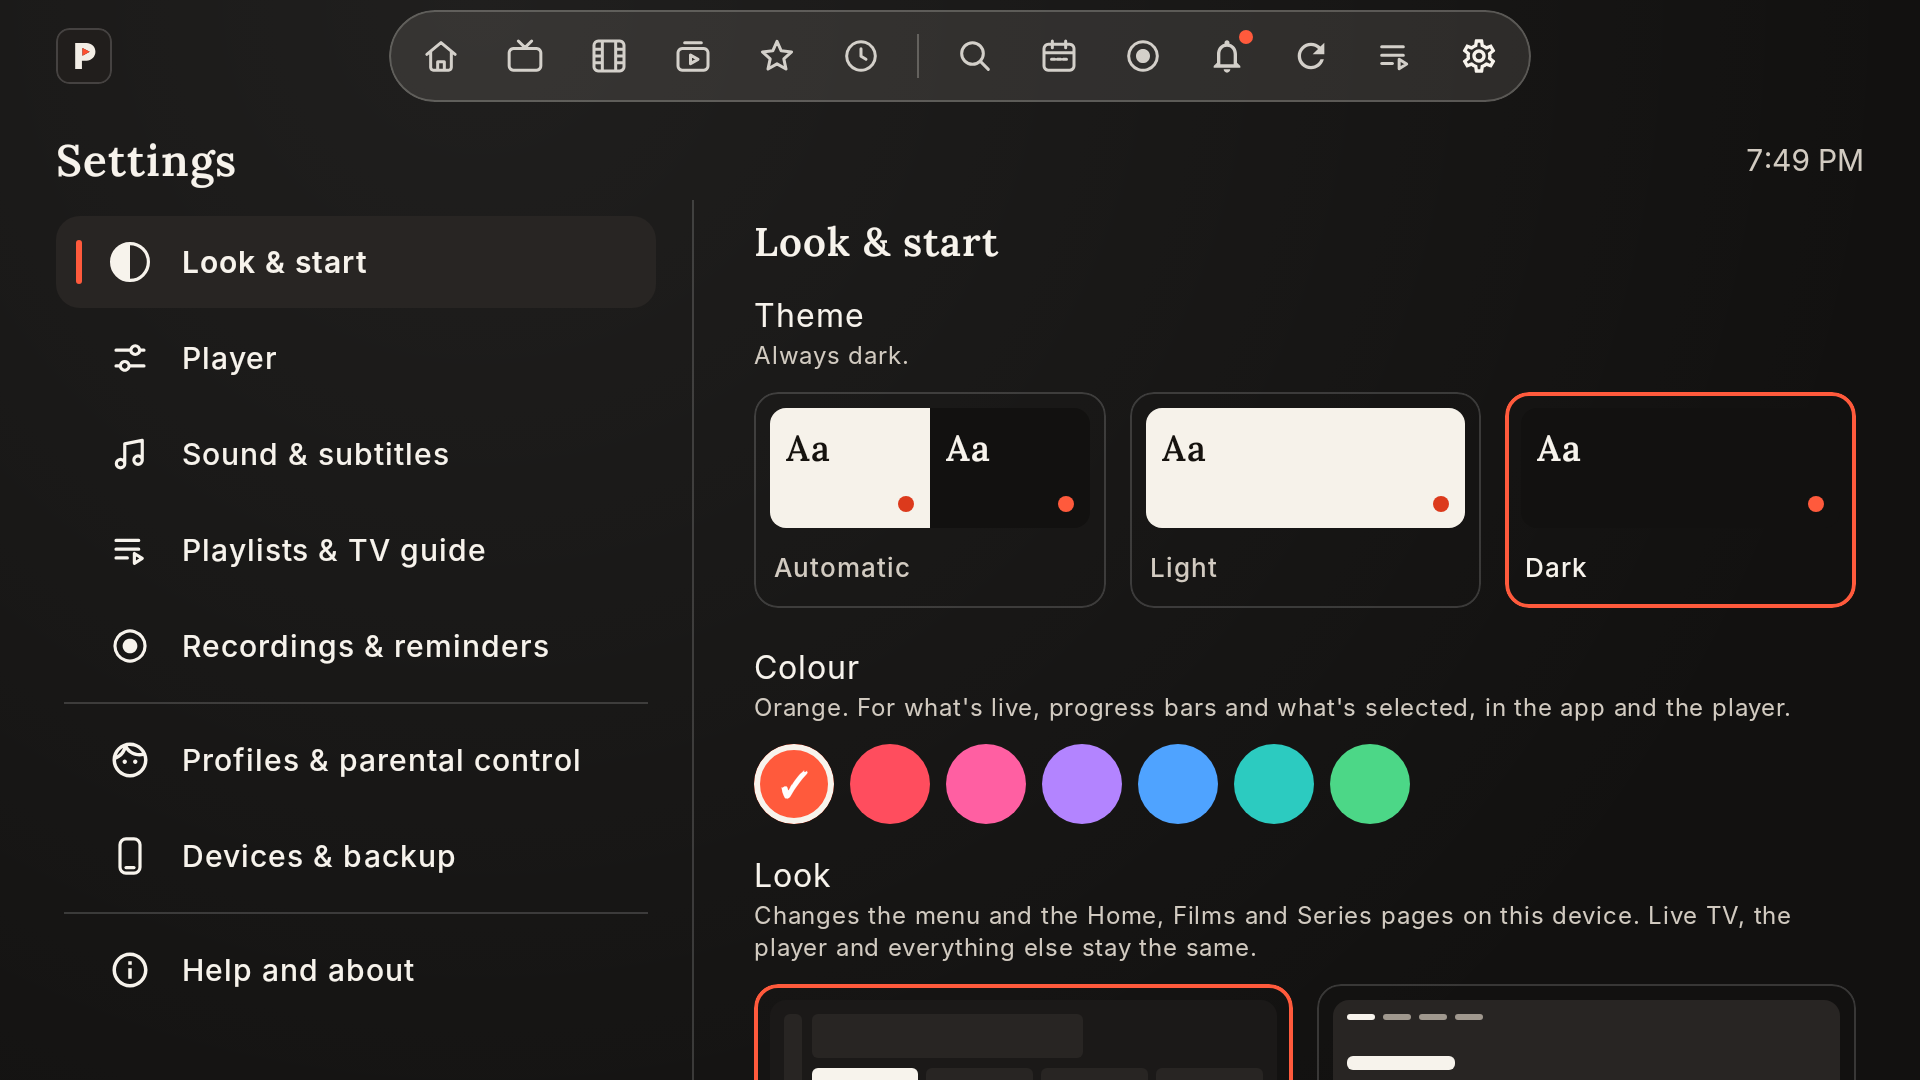 P
Settings
7:49 PM
Look & start
Player
Sound & subtitles
Playlists & TV guide
Recordings & reminders
Profiles & parental control
Devices & backup
Help and about
Look & start
Theme
Always dark.
Aa Aa Aa Aa
Automatic Light Dark
Colour
Orange. For what's live, progress bars and what's selected, in the app and the player.
Look
Changes the menu and the Home, Films and Series pages on this device. Live TV, the
player and everything else stay the same.